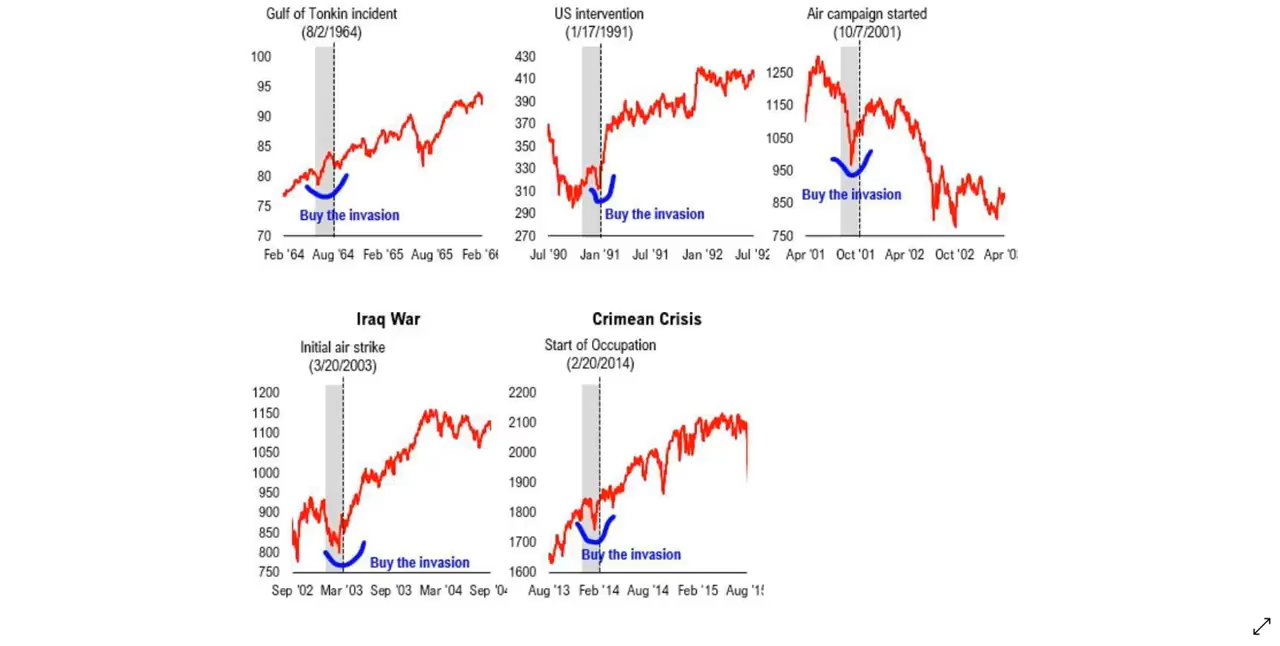 Gulf of Tonkin incident
(8/2/1964)
100
95
90
85
80
75
70
Buy the invasion
Feb '64 Aug '64 Feb '65 Aug '65 Feb '66
US intervention
(1/17/1991)
430
410
390
370
350
330
310
290
270
Buy the invasion
Jul '90 Jan '91 Jul '91 Jan '92 Jul '92
Air campaign started
(10/7/2001)
1250
1150
1050
950
850
750
Buy the invasion
Apr '01 Oct '01 Apr '02 Oct '02 Apr '0
Iraq War
Initial air strike
(3/20/2003)
1200
1150
1100
1050
1000
950
900
850
800
750
Buy the invasion
Sep '02 Mar '03 Sep '03 Mar '04 Sep '04
Crimean Crisis
Start of Occupation
(2/20/2014)
2200
2100
2000
1900
1800
1700
1600
Buy the invasion
Aug '13 Feb '14 Aug '14 Feb '15 Aug '15